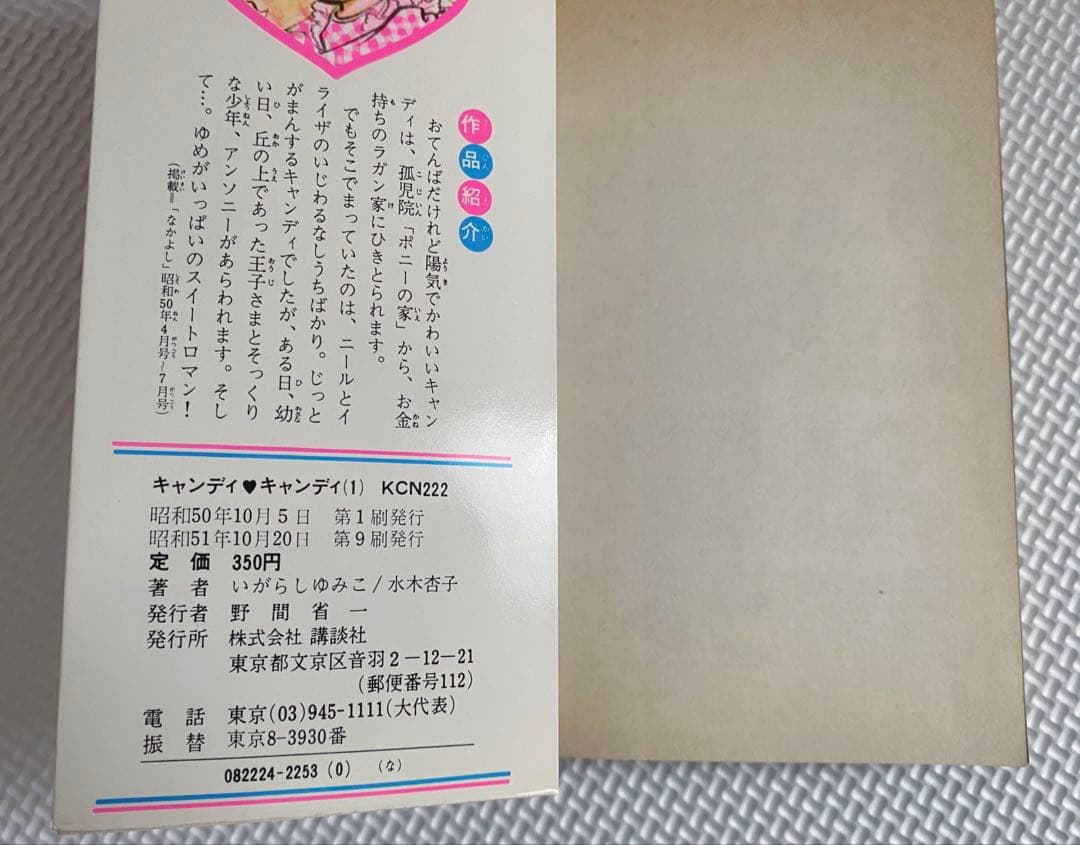 作品紹介
おてんばだけれど陽気でかわいいキャン
ディは、孤児院「ポニーの家」から、お金
持ちのラガン家にひきとられます。
でもそこでまっていたのは、ニールとイ
ライザのいじわるなしうちばかり。じっと
がまんするキャンディでしたが、ある日、幼
い日、丘の上であった王子さまとそっくり
な少年、アンソニーがあらわれます。そし
て…。ゆめがいっぱいのスイートロマン！
（掲載＝「なかよし」昭和50年4月号〜7月号）
キャンディ♥キャンディ(1) KCN222
昭和50年10月5日 第1刷発行
昭和51年10月20日 第9刷発行
定価 350円
著者 いがらしゆみこ/水木杏子
発行者 野間省一
発行所 株式会社 講談社
東京都文京区音羽2－12－21
(郵便番号112)
電話 東京(03)945-1111(大代表)
振替 東京8-3930番
082224-2253 (0) (な)